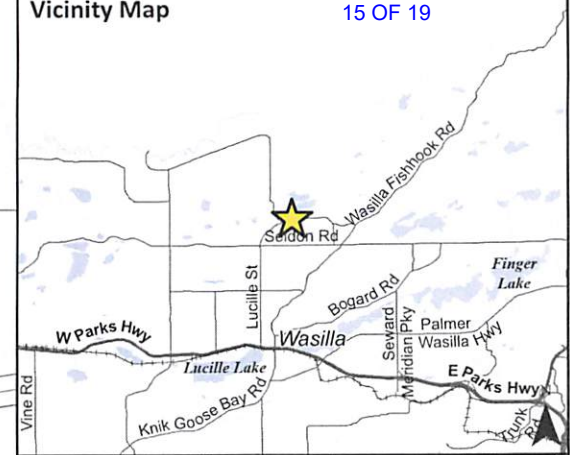 Vicinity Map
15 OF 19
Wasilla Fishhook Rd
Seldon Rd
Lucille St
Bogard Rd
Finger
Lake
Seward
Meridian Pky
Palmer
Wasilla Hwy
W Parks Hwy
Wasilla
Lucille Lake
E Parks Hwy
Vine Rd
Knik Goose Bay Rd
Trunk
Rd